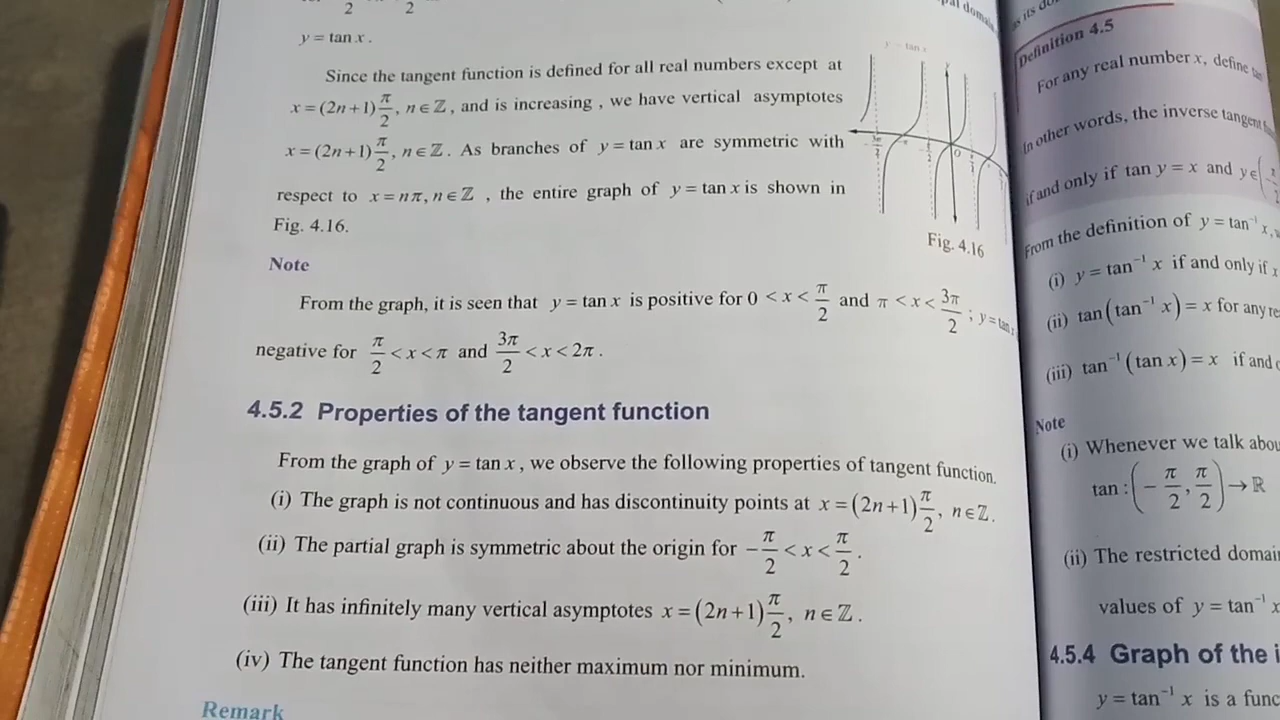 y = tan x .
Since the tangent function is defined for all real numbers except at
x = (2n+1) π/2, n ∈ ℤ, and is increasing , we have vertical asymptotes
x = (2n+1) π/2, n ∈ ℤ. As branches of y = tan x are symmetric with
respect to x = nπ, n ∈ ℤ , the entire graph of y = tan x is shown in
Fig. 4.16.
y = tan x
Fig. 4.16
Note
From the graph, it is seen that y = tan x is positive for 0 < x < π/2 and π < x < 3π/2 ; y = tan x
negative for π/2 < x < π and 3π/2 < x < 2π .
4.5.2 Properties of the tangent function
From the graph of y = tan x , we observe the following properties of tangent function.
(i) The graph is not continuous and has discontinuity points at x = (2n+1) π/2, n ∈ ℤ.
(ii) The partial graph is symmetric about the origin for −π/2 < x < π/2 .
(iii) It has infinitely many vertical asymptotes x = (2n+1) π/2, n ∈ ℤ .
(iv) The tangent function has neither maximum nor minimum.
Remark
Definition 4.5
For any real number x, define
In other words, the inverse tangent
if and only if tan y = x and y ∈
From the definition of y = tan⁻¹ x,
(i) y = tan⁻¹ x if and only if
(ii) tan(tan⁻¹ x) = x for any
(iii) tan⁻¹(tan x) = x if and
Note
(i) Whenever we talk
tan : (−π/2, π/2) → ℝ
(ii) The restricted
values of y = tan⁻¹ x
4.5.4 Graph of the
y = tan⁻¹ x is a